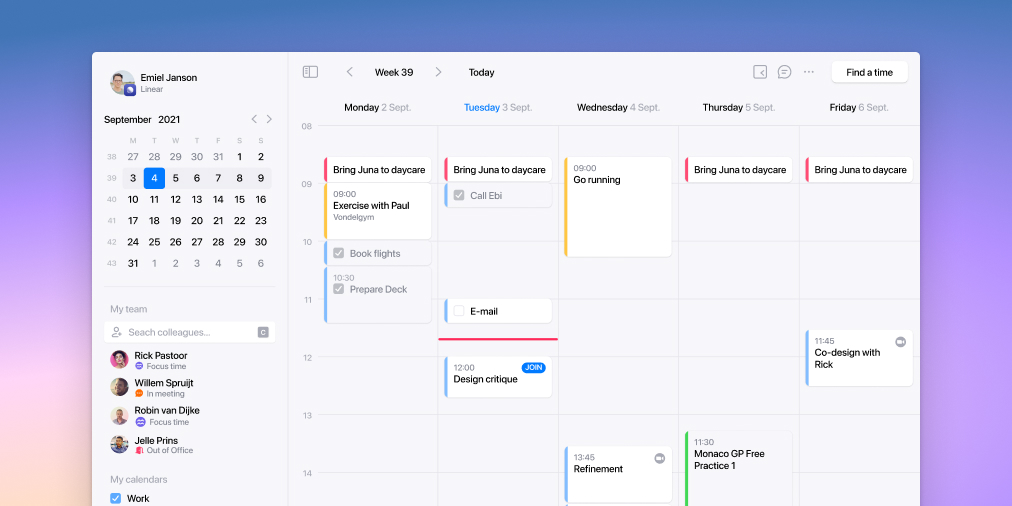 Emiel Janson
Linear
September 2021
M T W T F S S
38 27 28 29 30 31 1 2
39 3 4 5 6 7 8 9
40 10 11 12 13 14 15 16
41 17 18 19 20 21 22 23
42 24 25 26 27 28 29 30
43 31 1 2 3 4 5 6
My team
Seach colleagues... C
Rick Pastoor
Focus time
Willem Spruijt
In meeting
Robin van Dijke
Focus time
Jelle Prins
Out of Office
My calendars
Work
Week 39
Today
Find a time
Monday 2 Sept.
Tuesday 3 Sept.
Wednesday 4 Sept.
Thursday 5 Sept.
Friday 6 Sept.
08
09
10
11
12
13
14
Bring Juna to daycare
09:00
Exercise with Paul
Vondelgym
Book flights
10:30
Prepare Deck
Bring Juna to daycare
Call Ebi
E-mail
12:00 JOIN
Design critique
09:00
Go running
13:45
Refinement
Bring Juna to daycare
11:30
Monaco GP Free
Practice 1
Bring Juna to daycare
11:45
Co-design with
Rick